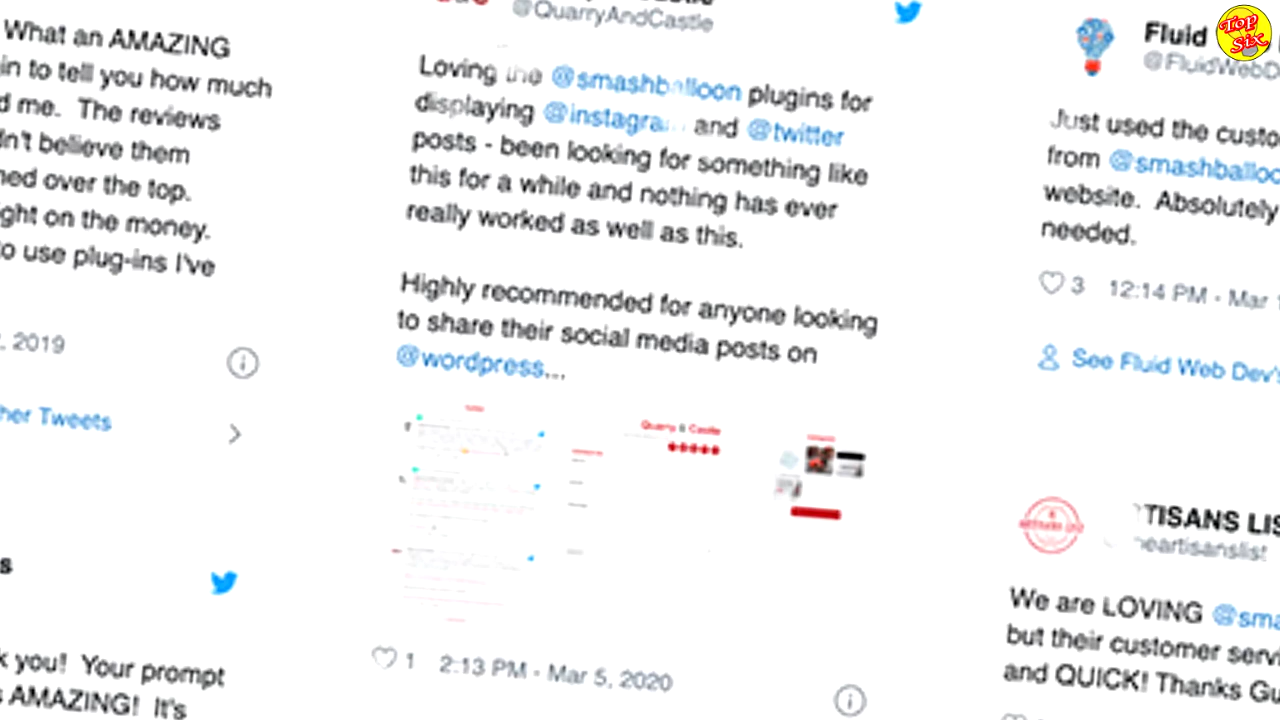 What an AMAZING
in to tell you how much
d me. The reviews
dn't believe them
ned over the top.
ght on the money.
to use plug-ins I've
2, 2019
her Tweets
s
k you! Your prompt
s AMAZING! It's
@QuarryAndCastle
Loving the @smashballoon plugins for
displaying @instagram and @twitter
posts - been looking for something like
this for a while and nothing has ever
really worked as well as this.
Highly recommended for anyone looking
to share their social media posts on
@wordpress...
Quarry & Castle
1 2:13 PM - Mar 5, 2020
Top
Six
Fluid
@FluidWebD
Just used the custo
from @smashballoo
website. Absolutely
needed.
3 12:14 PM - Mar 1
See Fluid Web Dev's
TISANS LIS
heartisanslist
We are LOVING @sma
but their customer servi
and QUICK! Thanks Gu